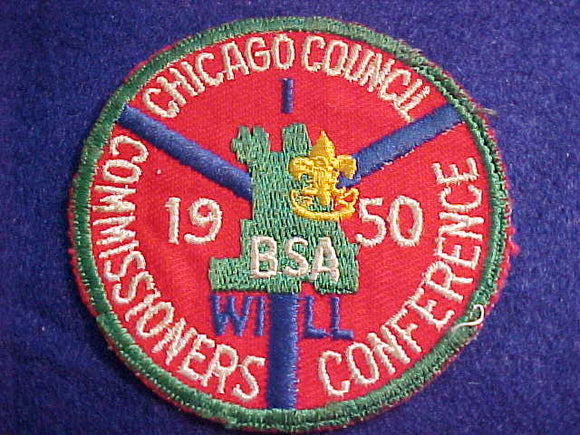 CHICAGO COUNCIL
I
19 50
BSA
WILL
COMMISSIONERS CONFERENCE